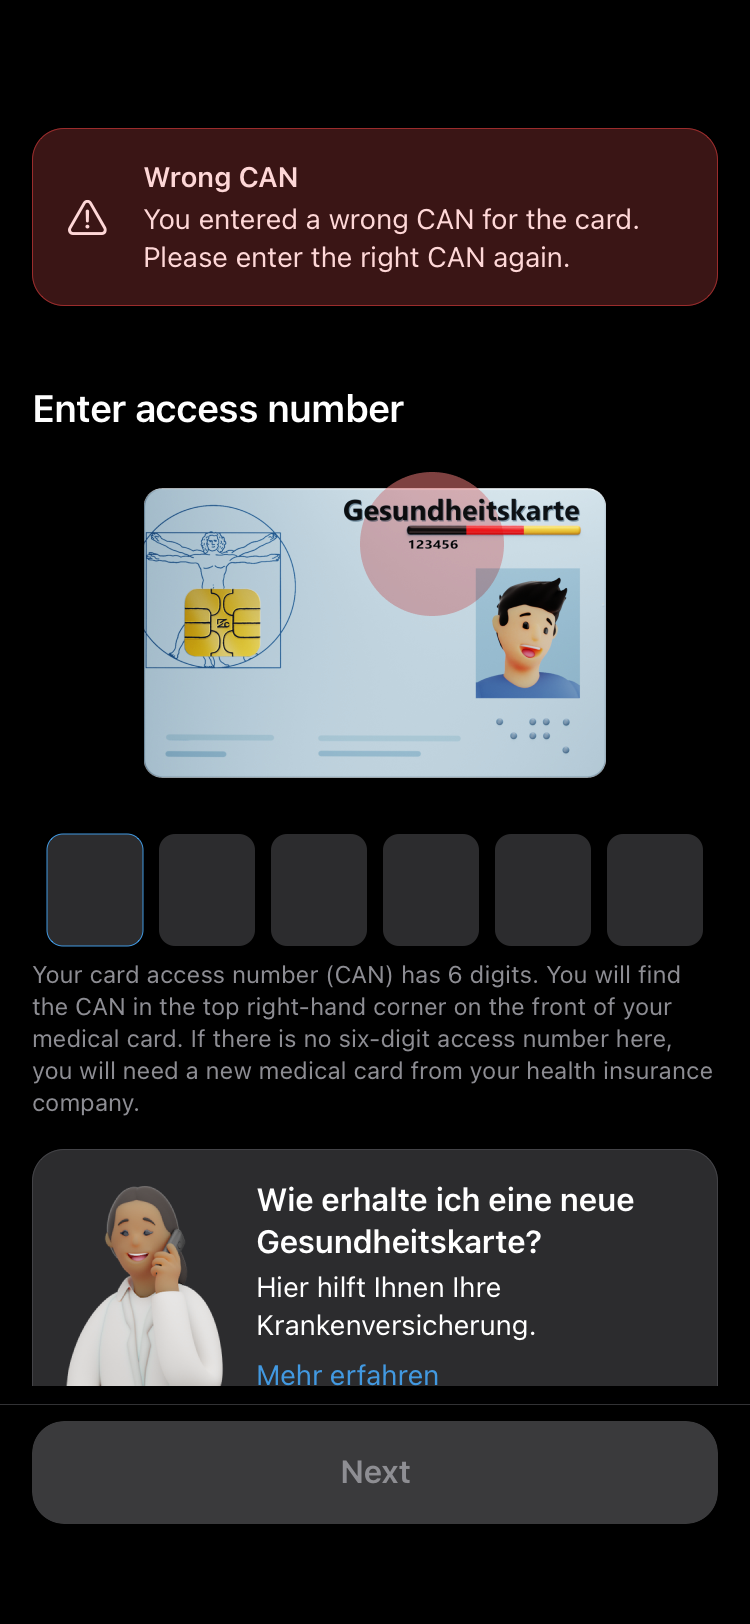 Wrong CAN
You entered a wrong CAN for the card.
Please enter the right CAN again.
Enter access number
Gesundheitskarte
123456
Your card access number (CAN) has 6 digits. You will find
the CAN in the top right-hand corner on the front of your
medical card. If there is no six-digit access number here,
you will need a new medical card from your health insurance
company.
Wie erhalte ich eine neue
Gesundheitskarte?
Hier hilft Ihnen Ihre
Krankenversicherung.
Mehr erfahren
Next